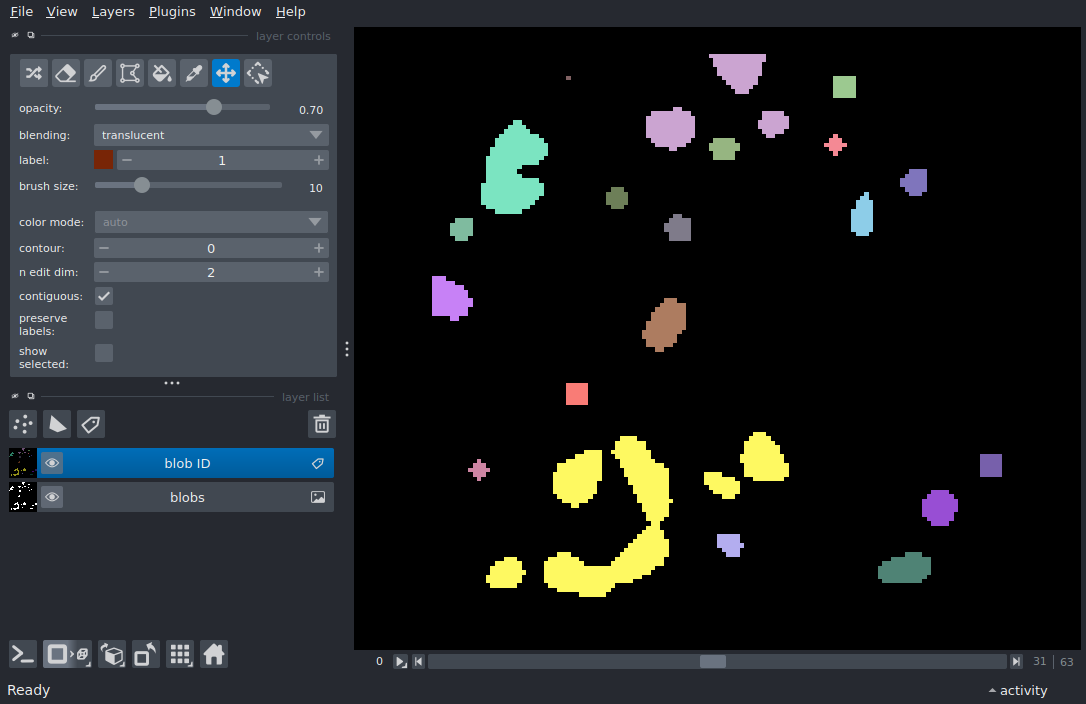 File View Layers Plugins Window Help
layer controls
opacity: 0.70
blending: translucent
label: 1
brush size: 10
color mode: auto
contour: 0
n edit dim: 2
contiguous:
preserve
labels:
show
selected:
layer list
blob ID
blobs
0 31 63
Ready activity